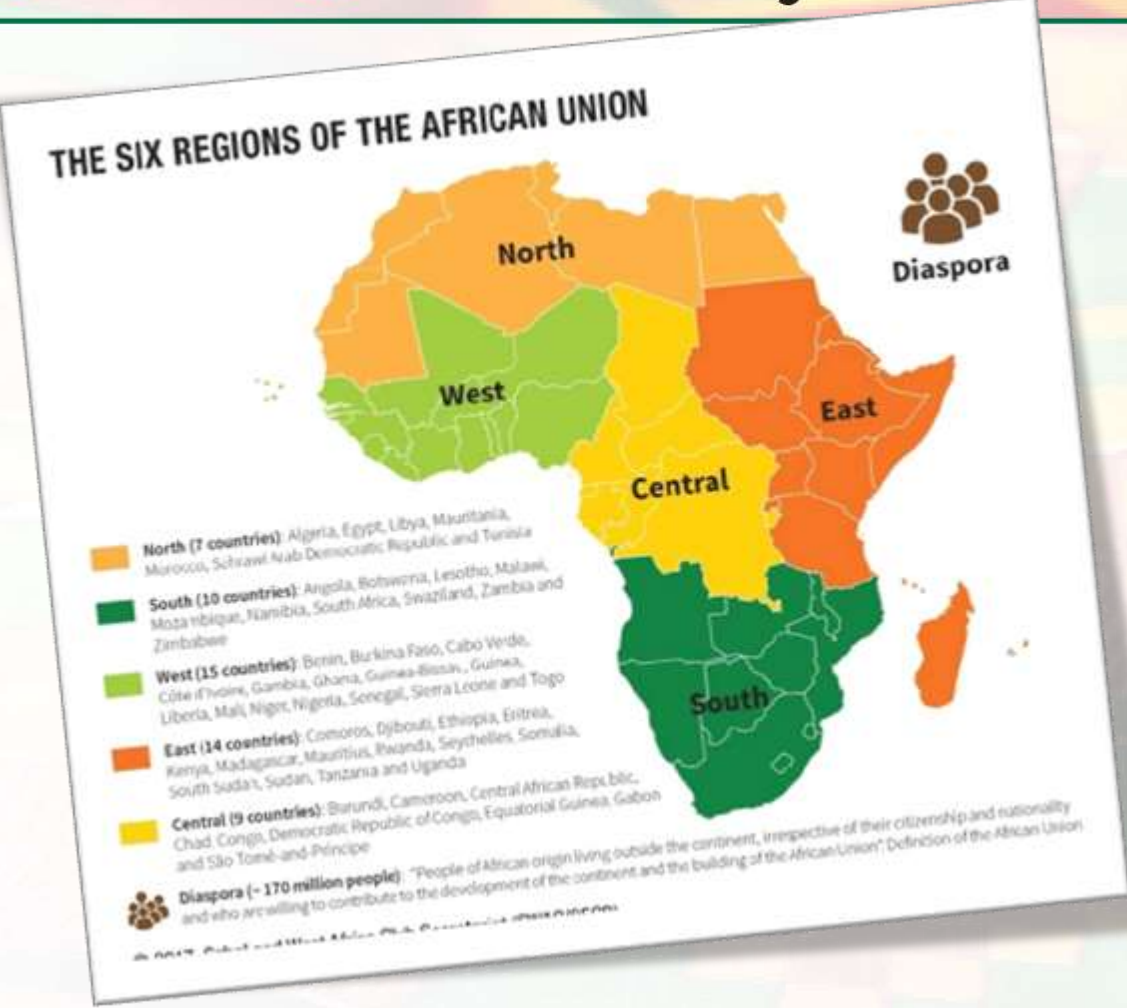 THE SIX REGIONS OF THE AFRICAN UNION
Diaspora
North
West
East
Central
South
North (7 countries): Algeria, Egypt, Libya, Mauritania,
Morocco, Sahrawi Arab Democratic Republic and Tunisia
South (10 countries): Angola, Botswana, Lesotho, Malawi,
Mozambique, Namibia, South Africa, Swaziland, Zambia and
Zimbabwe
West (15 countries): Benin, Burkina Faso, Cabo Verde,
Côte d'Ivoire, Gambia, Ghana, Guinea-Bissau, Guinea,
Liberia, Mali, Niger, Nigeria, Senegal, Sierra Leone and Togo
East (14 countries): Comoros, Djibouti, Ethiopia, Eritrea,
Kenya, Madagascar, Mauritius, Rwanda, Seychelles, Somalia,
South Sudan, Sudan, Tanzania and Uganda
Central (9 countries): Burundi, Cameroon, Central African Republic,
Chad, Congo, Democratic Republic of Congo, Equatorial Guinea, Gabon
and São Tomé-and-Príncipe
Diaspora (~ 170 million people): "People of African origin living outside the continent, irrespective of their citizenship and nationality
and who are willing to contribute to the development of the continent and the building of the African Union". Definition of the African Union